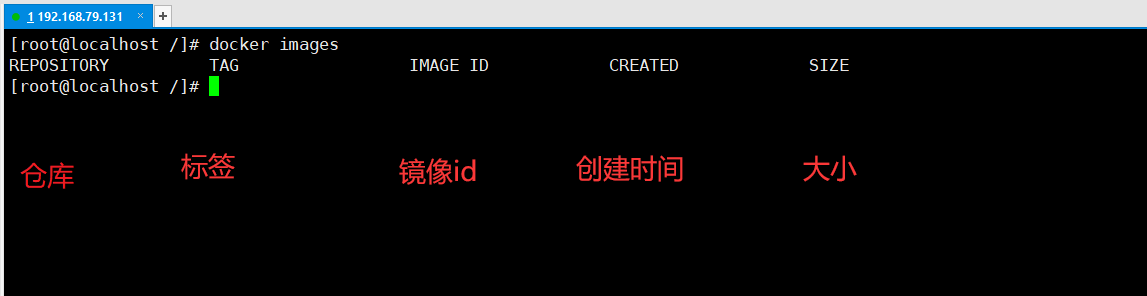 1 192.168.79.131 × +
[root@localhost /]# docker images
REPOSITORY TAG IMAGE ID CREATED SIZE
[root@localhost /]#
仓库 标签 镜像id 创建时间 大小